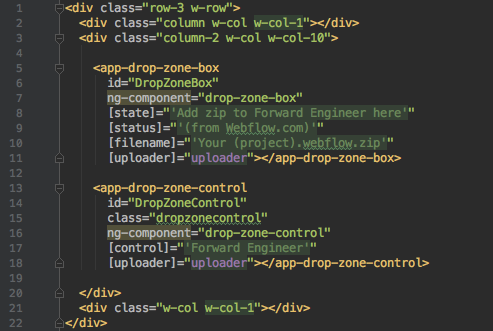 1 <div class="row-3 w-row">
2 <div class="column w-col w-col-1"></div>
3 <div class="column-2 w-col w-col-10">
4
5 <app-drop-zone-box
6 id="DropZoneBox"
7 ng-component="drop-zone-box"
8 [state]="'Add zip to Forward Engineer here'"
9 [status]="'(from Webflow.com)'"
10 [filename]="'Your (project).webflow.zip'"
11 [uploader]="uploader"></app-drop-zone-box>
12
13 <app-drop-zone-control
14 id="DropZoneControl"
15 class="dropzonecontrol"
16 ng-component="drop-zone-control"
17 [control]="'Forward Engineer'"
18 [uploader]="uploader"></app-drop-zone-control>
19
20 </div>
21 <div class="w-col w-col-1"></div>
22 </div>